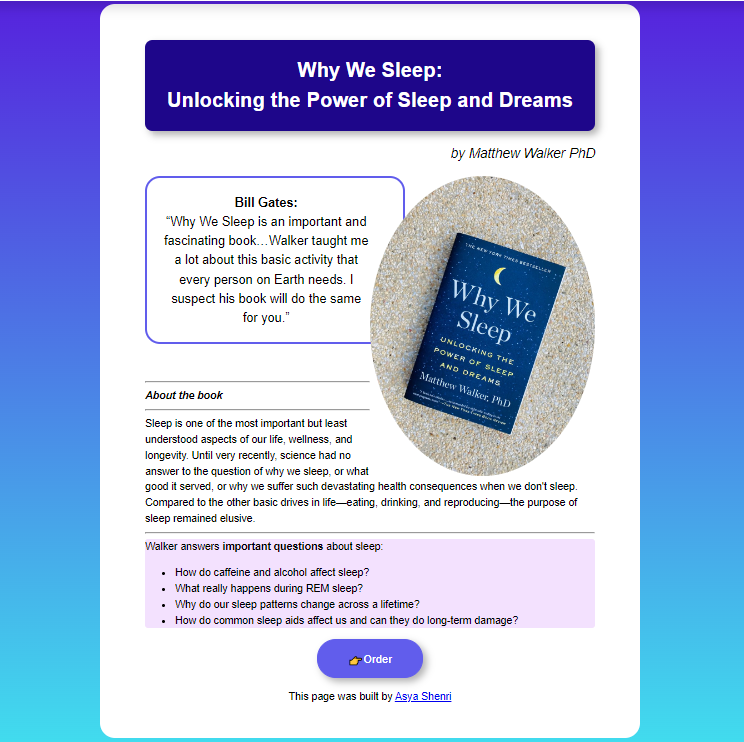 Why We Sleep:
Unlocking the Power of Sleep and Dreams
by Matthew Walker PhD
Bill Gates:
“Why We Sleep is an important and
fascinating book…Walker taught me
a lot about this basic activity that
every person on Earth needs. I
suspect his book will do the same
for you.”
THE NEW YORK TIMES BESTSELLER
Why We
Sleep
UNLOCKING THE
POWER OF SLEEP
AND DREAMS
Matthew Walker, PhD
About the book
Sleep is one of the most important but least
understood aspects of our life, wellness, and
longevity. Until very recently, science had no
answer to the question of why we sleep, or what
good it served, or why we suffer such devastating health consequences when we don't sleep.
Compared to the other basic drives in life—eating, drinking, and reproducing—the purpose of
sleep remained elusive.
Walker answers important questions about sleep:
• How do caffeine and alcohol affect sleep?
• What really happens during REM sleep?
• Why do our sleep patterns change across a lifetime?
• How do common sleep aids affect us and can they do long-term damage?
👉Order
This page was built by Asya Shenri